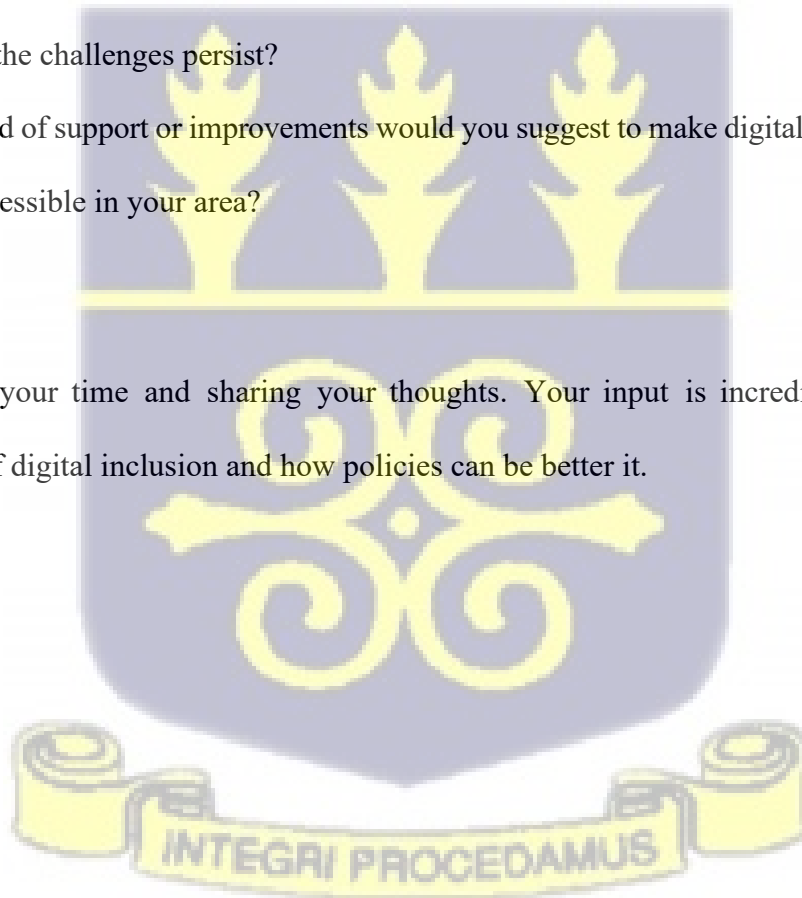 the challenges persist?
d of support or improvements would you suggest to make digital
essible in your area?
your time and sharing your thoughts. Your input is incredi
f digital inclusion and how policies can be better it.
INTEGRI PROCEDAMUS